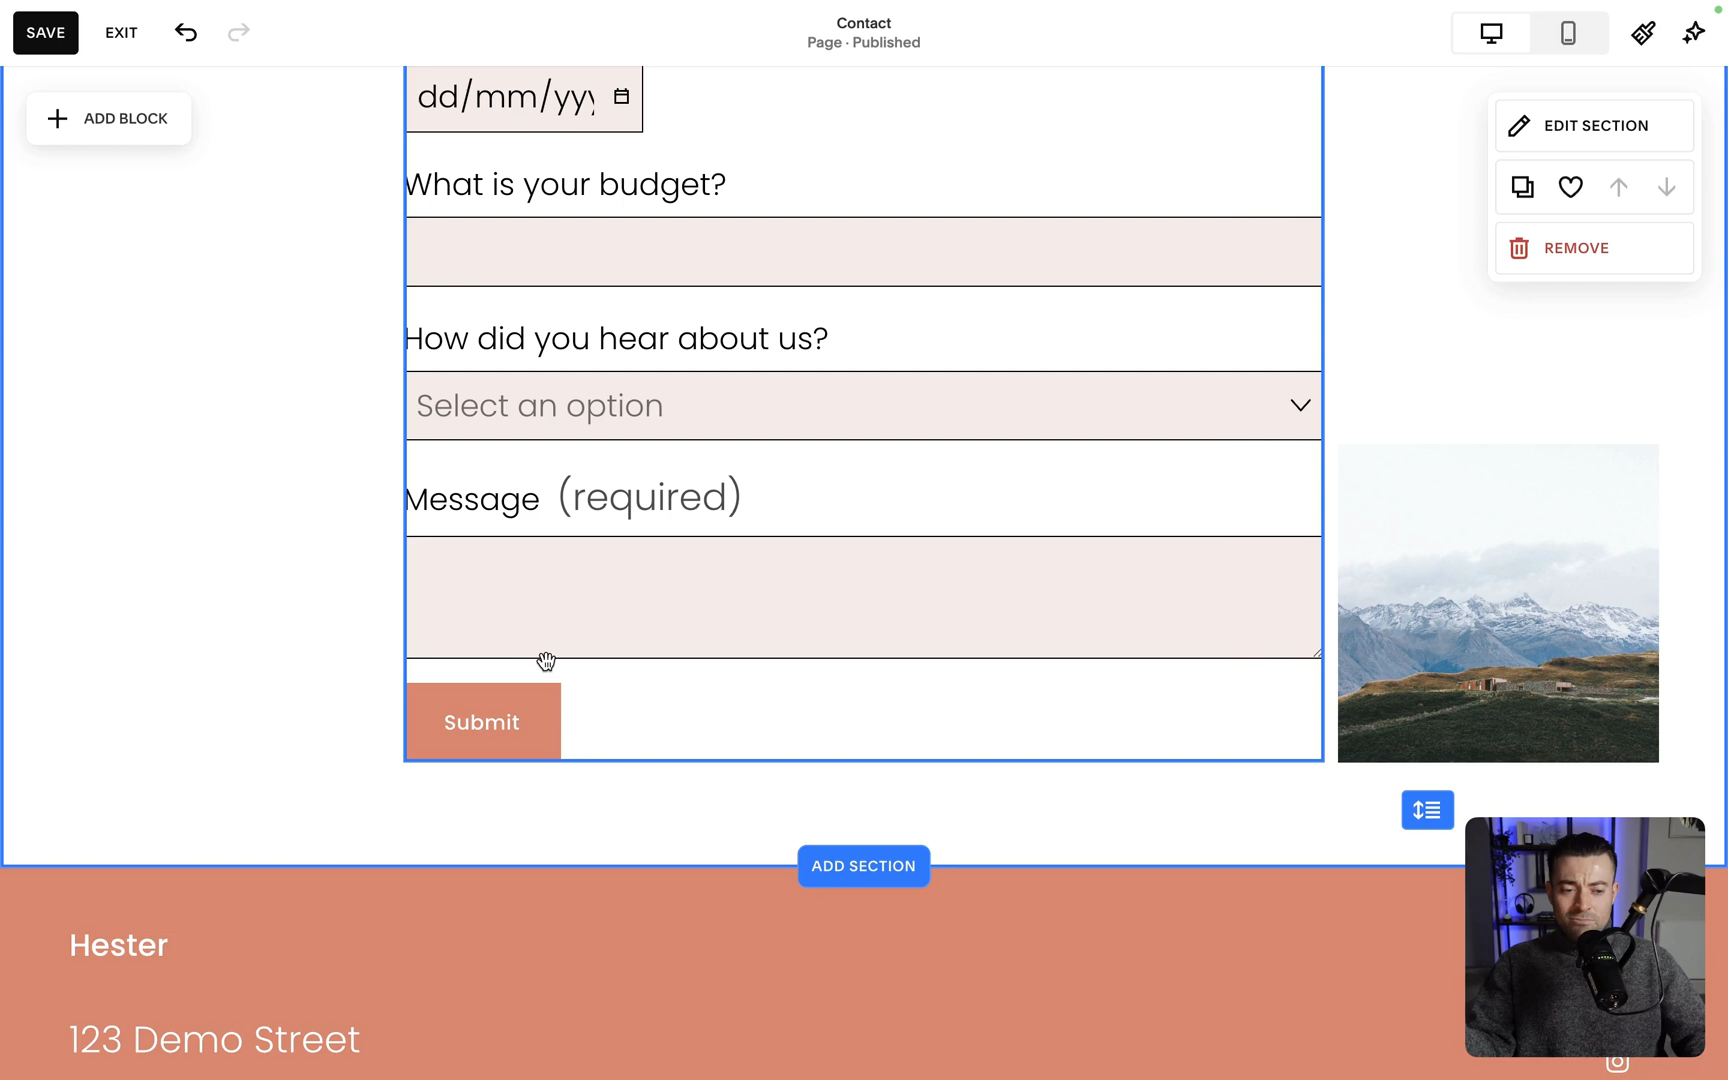 SAVE
EXIT
Contact
Page · Published
ADD BLOCK
dd/mm/yyy
EDIT SECTION
What is your budget?
REMOVE
How did you hear about us?
Select an option
Message (required)
Submit
ADD SECTION
Hester
123 Demo Street